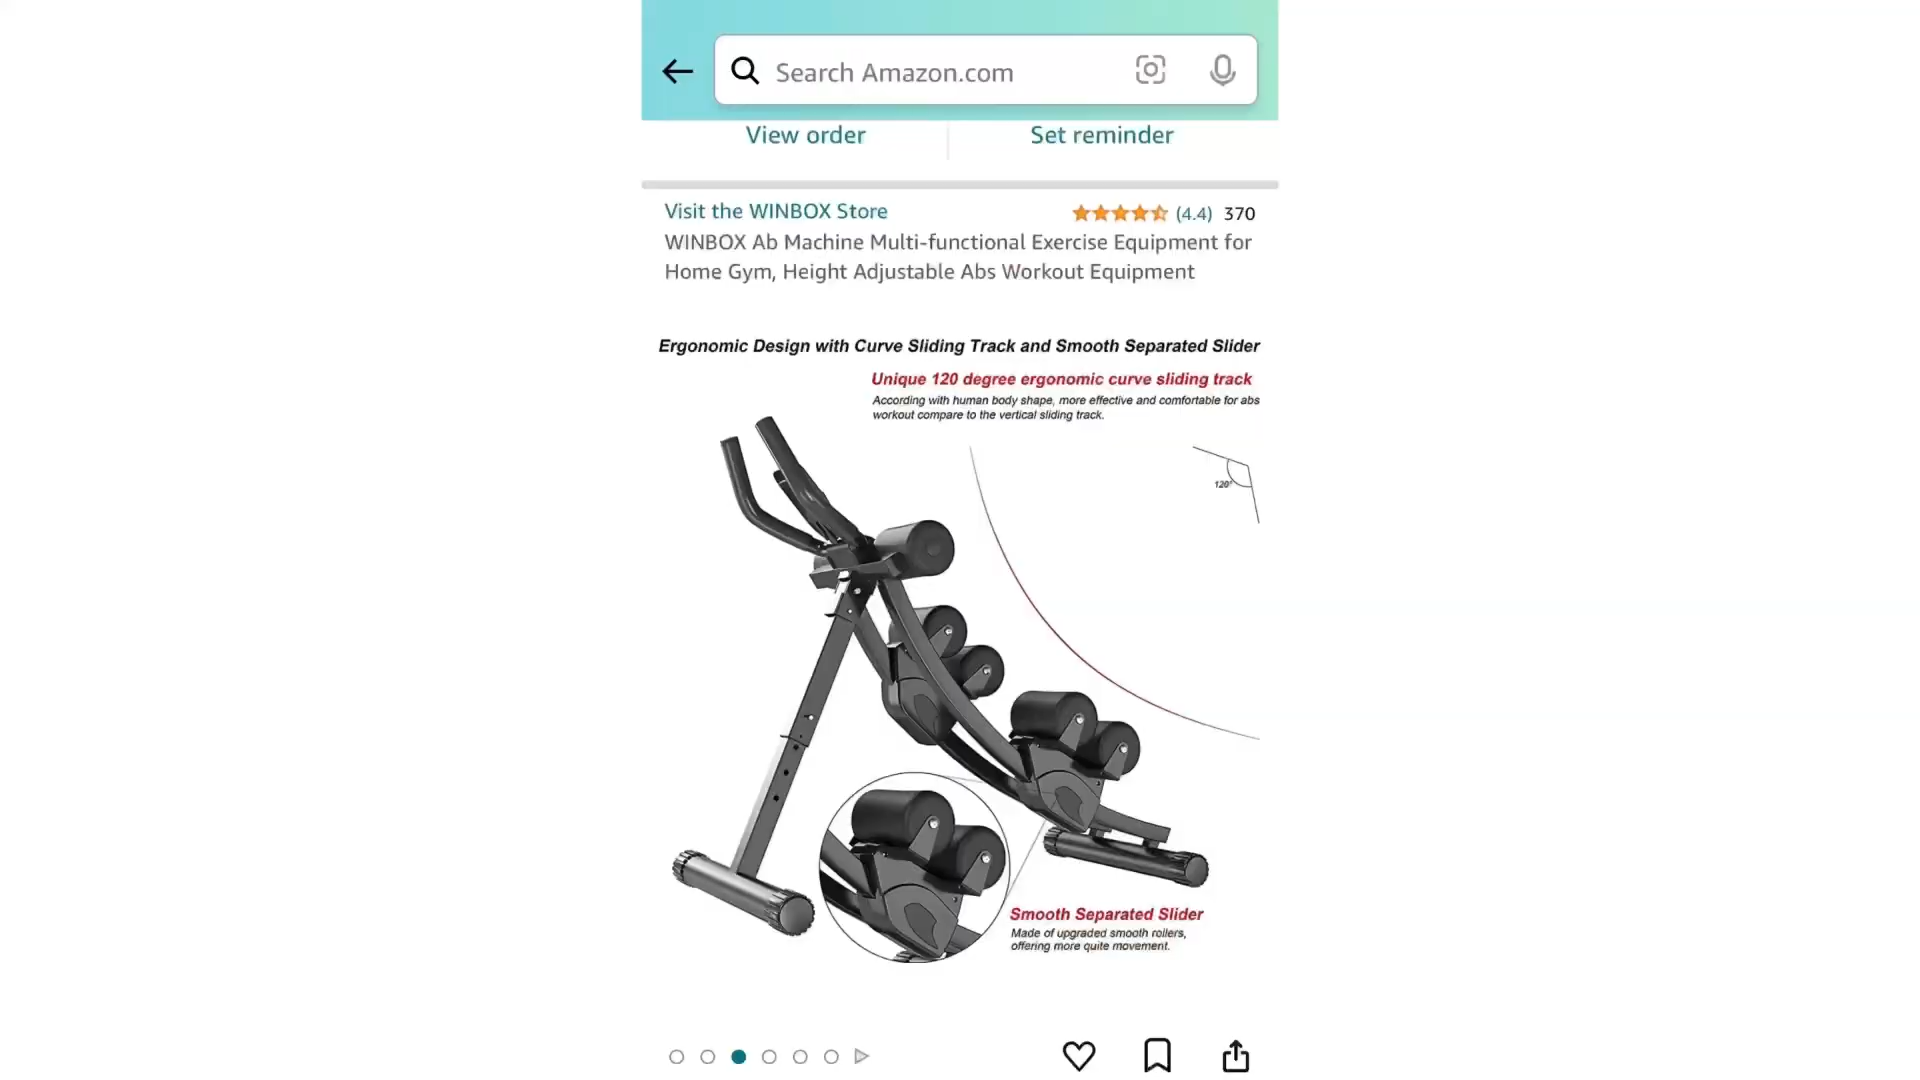 Search Amazon.com
View order
Set reminder
Visit the WINBOX Store
(4.4) 370
WINBOX Ab Machine Multi-functional Exercise Equipment for
Home Gym, Height Adjustable Abs Workout Equipment
Ergonomic Design with Curve Sliding Track and Smooth Separated Slider
Unique 120 degree ergonomic curve sliding track
According with human body shape, more effective and comfortable for abs
workout compare to the vertical sliding track.
120°
Smooth Separated Slider
Made of upgraded smooth rollers,
offering more quite movement.